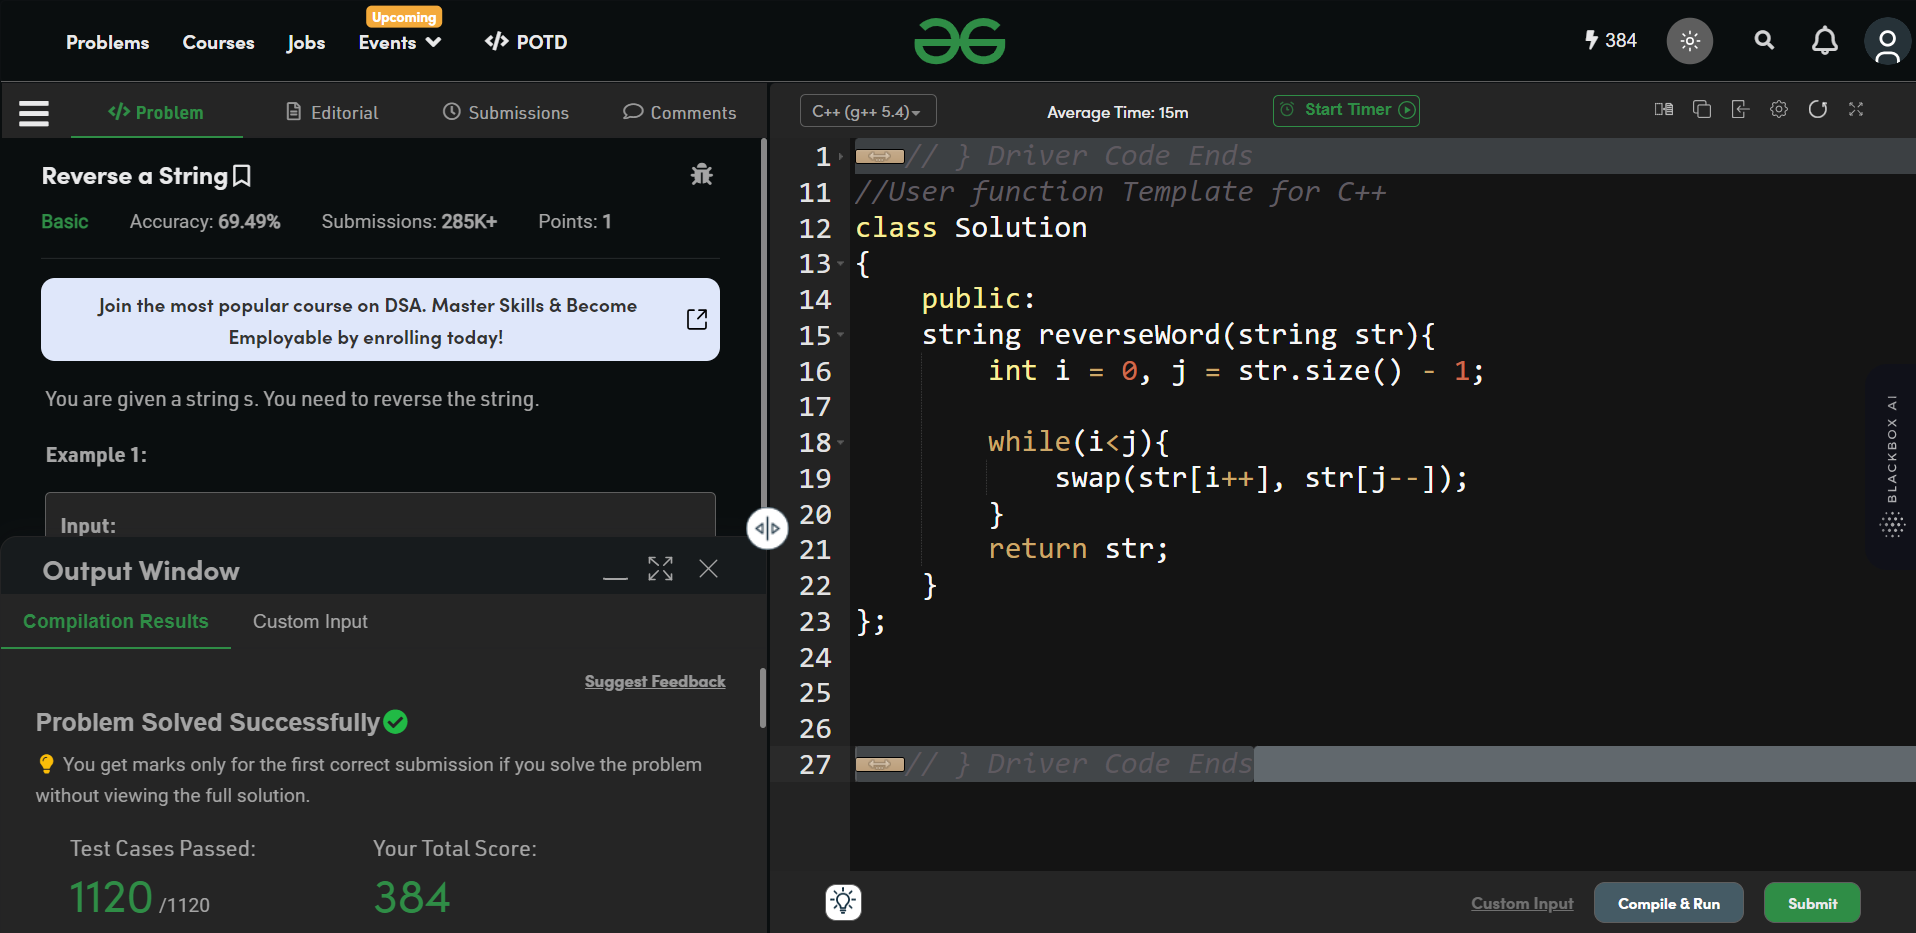 Upcoming
Problems Courses Jobs Events </> POTD
384
</> Problem Editorial Submissions Comments
Reverse a String
Basic Accuracy: 69.49% Submissions: 285K+ Points: 1
Join the most popular course on DSA. Master Skills & Become
Employable by enrolling today!
You are given a string s. You need to reverse the string.
Example 1:
Input:
Output Window
Compilation Results Custom Input
Suggest Feedback
Problem Solved Successfully
You get marks only for the first correct submission if you solve the problem
without viewing the full solution.
Test Cases Passed: Your Total Score:
1120 /1120 384
C++ (g++ 5.4) Average Time: 15m Start Timer
1 // } Driver Code Ends
11 //User function Template for C++
12 class Solution
13 {
14 public:
15 string reverseWord(string str){
16 int i = 0, j = str.size() - 1;
17
18 while(i<j){
19 swap(str[i++], str[j--]);
20 }
21 return str;
22 }
23 };
24
25
26
27 // } Driver Code Ends
BLACKBOX AI
Custom Input Compile & Run Submit